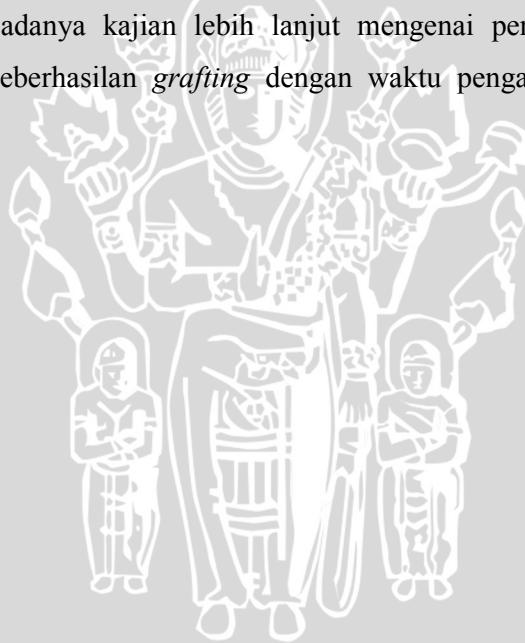 adanya kajian lebih lanjut mengenai per
eberhasilan grafting dengan waktu penga